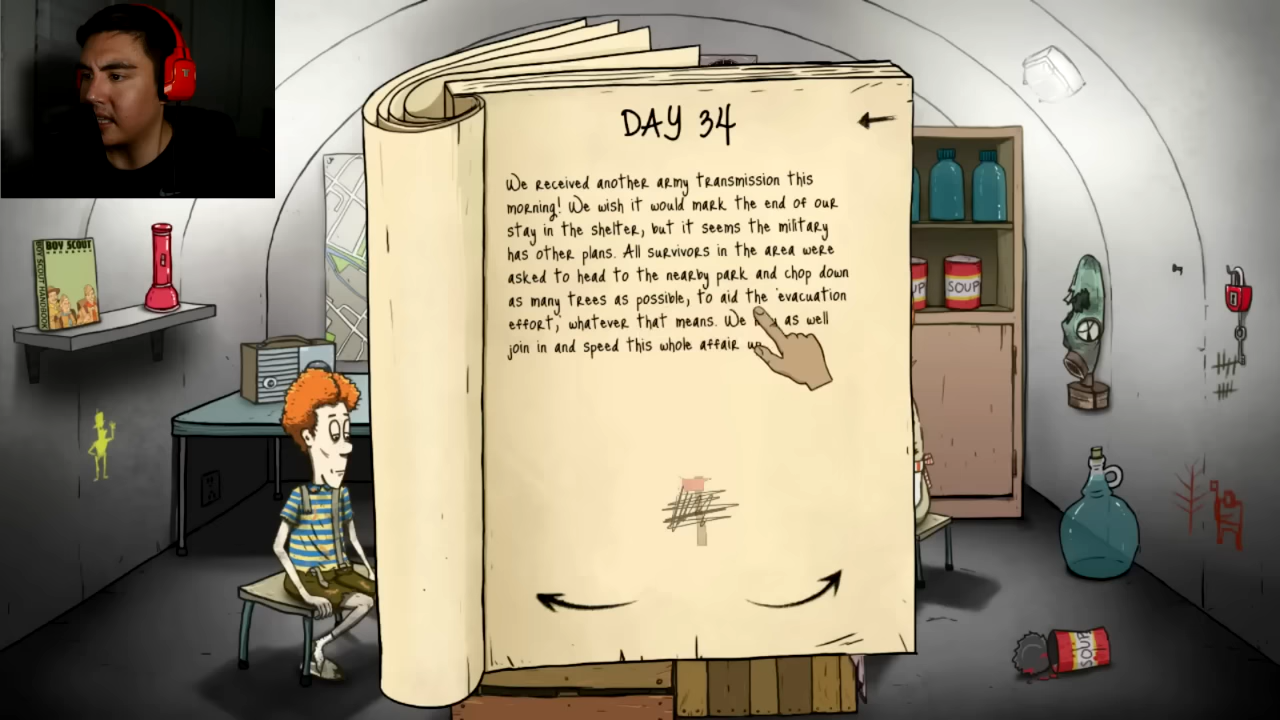 DAY 34
We received another army transmission this
morning! We wish it would mark the end of our
stay in the shelter, but it seems the military
has other plans. All survivors in the area were
asked to head to the nearby park and chop down
as many trees as possible, to aid the 'evacuation
effort', whatever that means. We as well
join in and speed this whole affair
BOY SCOUT
BOY SCOUT HANDBOOK
SOUP
SOUP